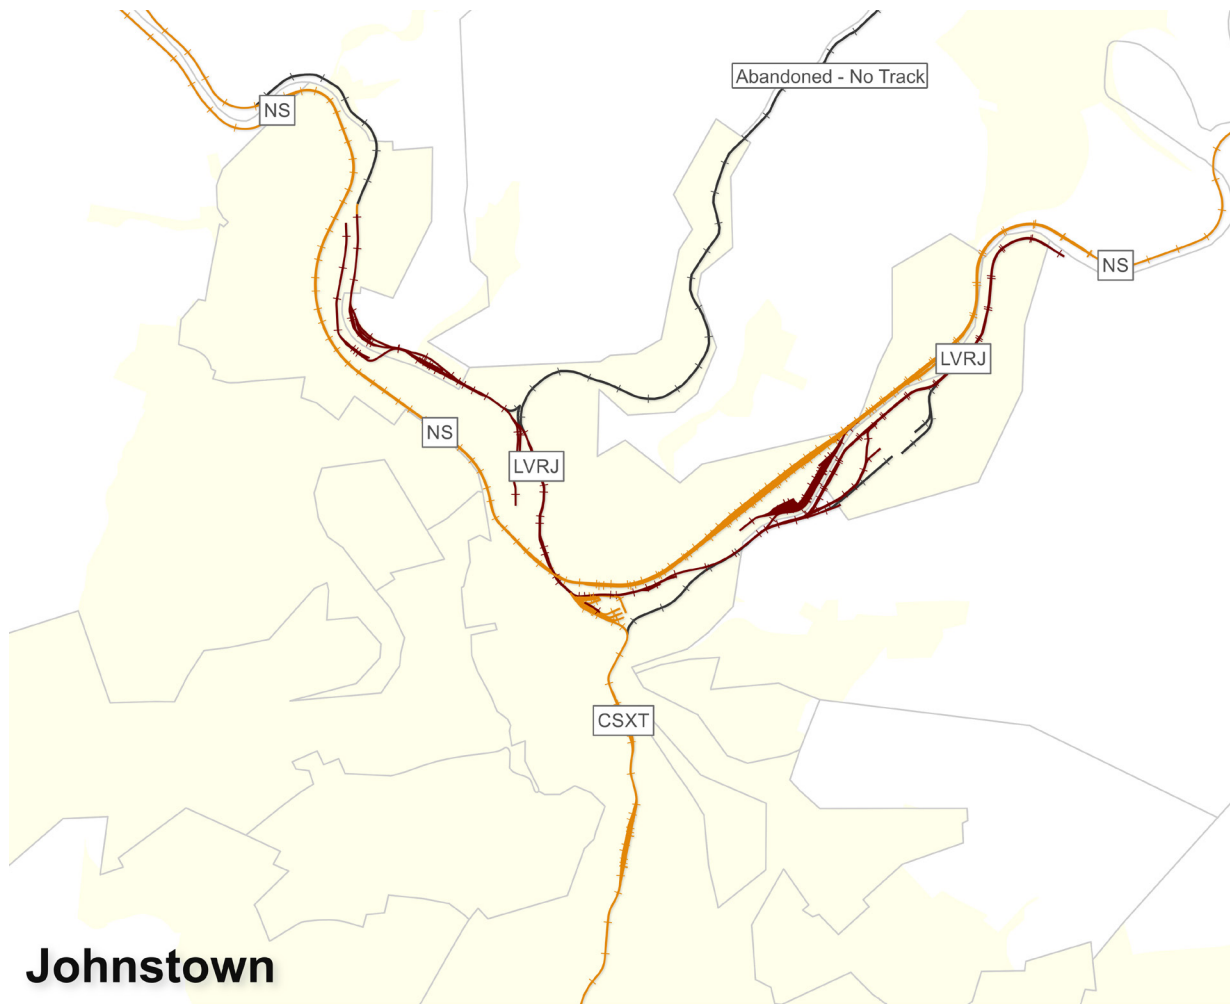 Abandoned - No Track
NS
NS
LVRJ
NS
LVRJ
CSXT
Johnstown